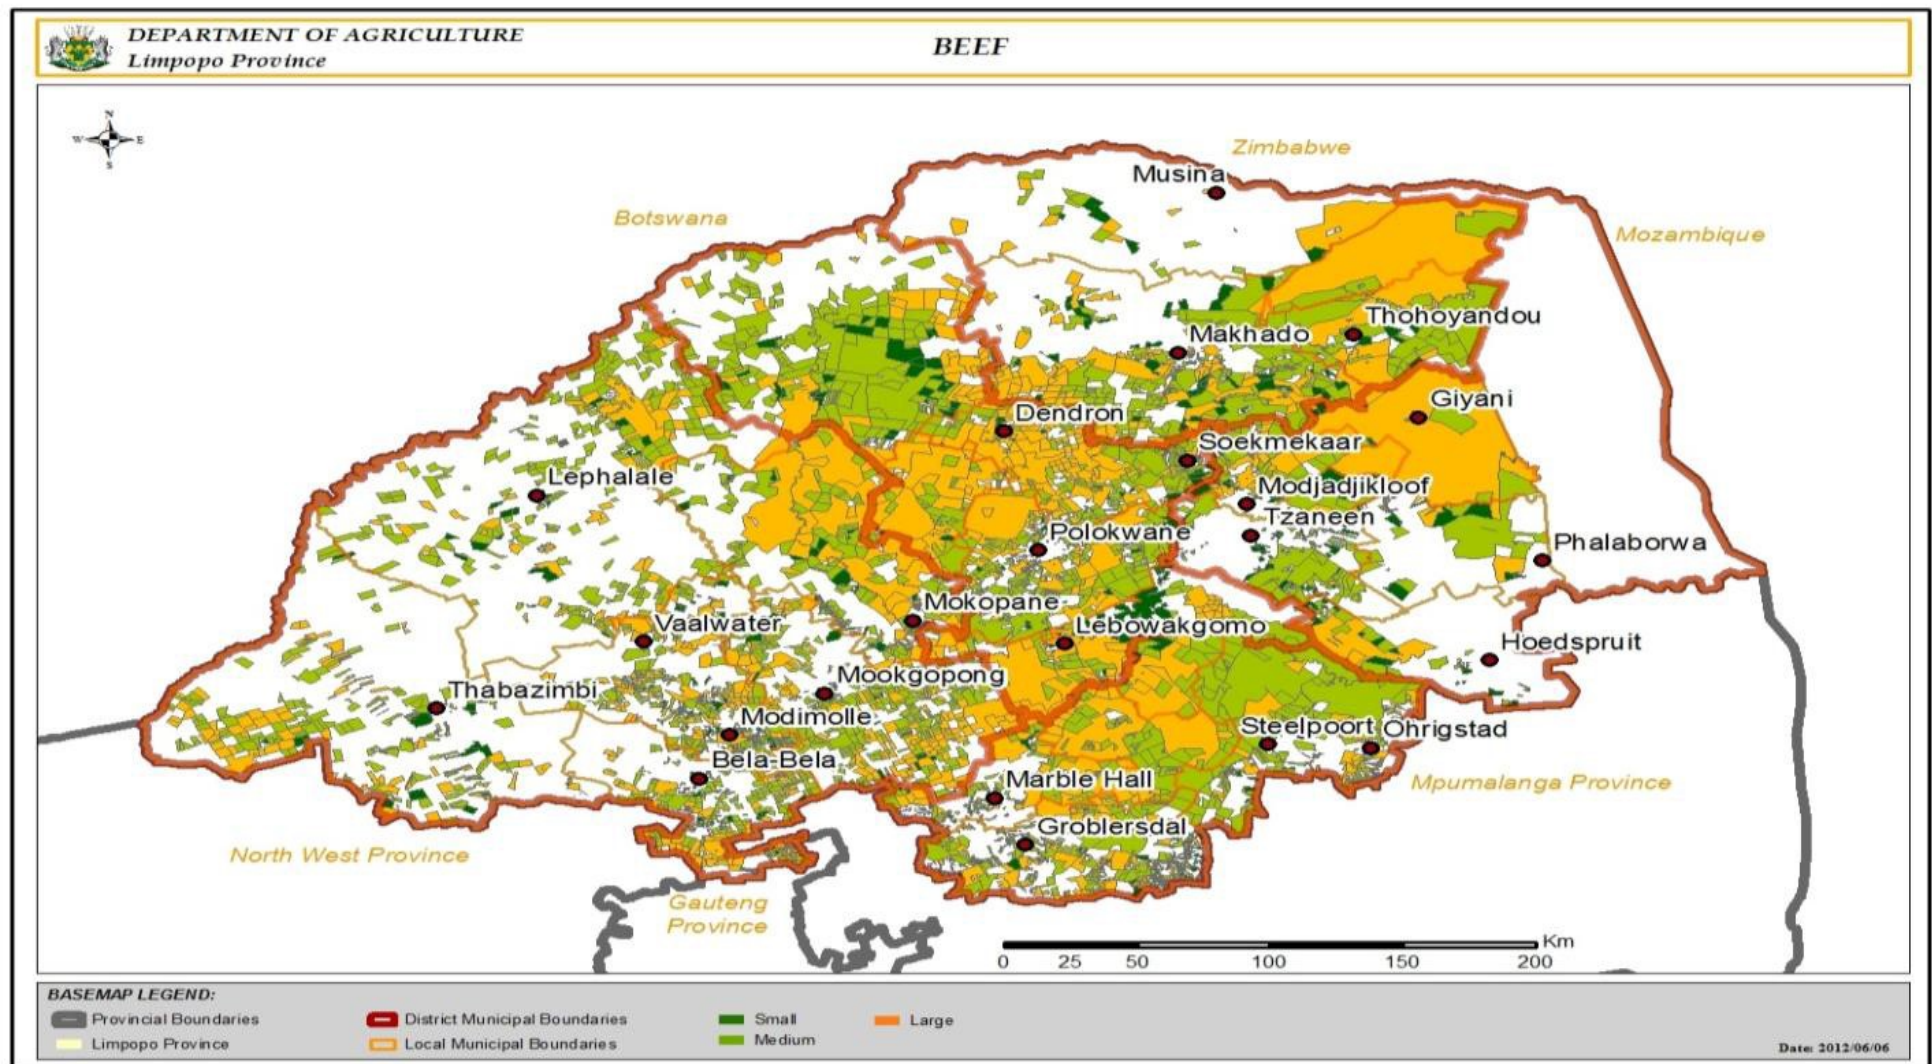 DEPARTMENT OF AGRICULTURE
Limpopo Province
BEEF
N
W E
S
Zimbabwe
Musina
Botswana
Mozambique
Thohoyandou
Makhado
Giyani
Dendron
Soekmekaar
Lephalale
Modjadjikloof
Tzaneen
Polokwane
Phalaborwa
Mokopane
Vaalwater
Lebowakgomo
Hoedspruit
Mookgopong
Thabazimbi
Modimolle
Steelpoort Ohrigstad
Bela-Bela
Marble Hall
Mpumalanga Province
Groblersdal
North West Province
Gauteng
Province
Km
0 25 50 100 150 200
BASEMAP LEGEND:
Provincial Boundaries
District Municipal Boundaries
Small
Large
Limpopo Province
Local Municipal Boundaries
Medium
Date: 2012/06/06